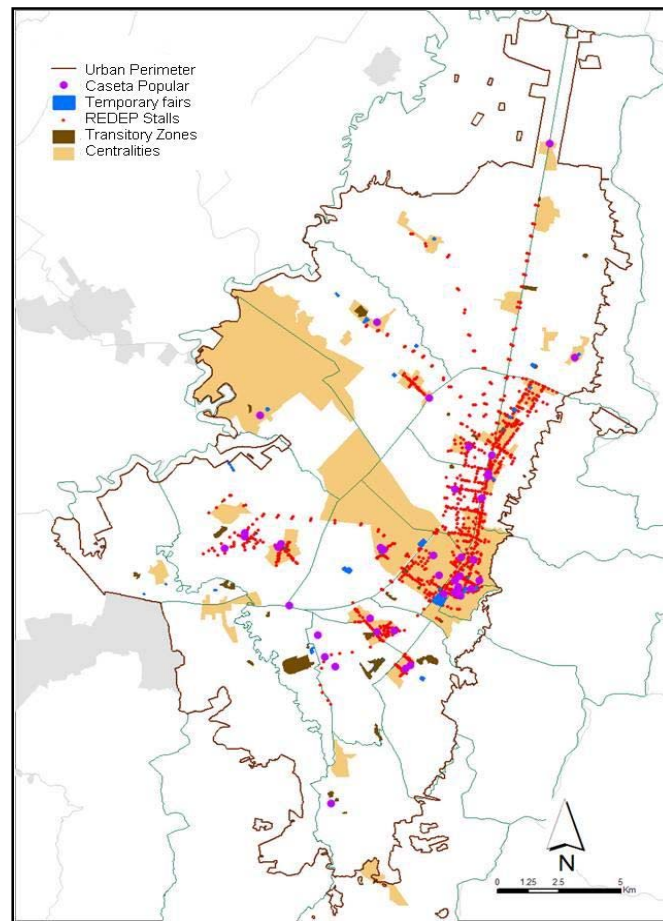 Urban Perimeter
Caseta Popular
Temporary fairs
REDEP Stalls
Transitory Zones
Centralities
N
0 1.25 2.5 5
Km